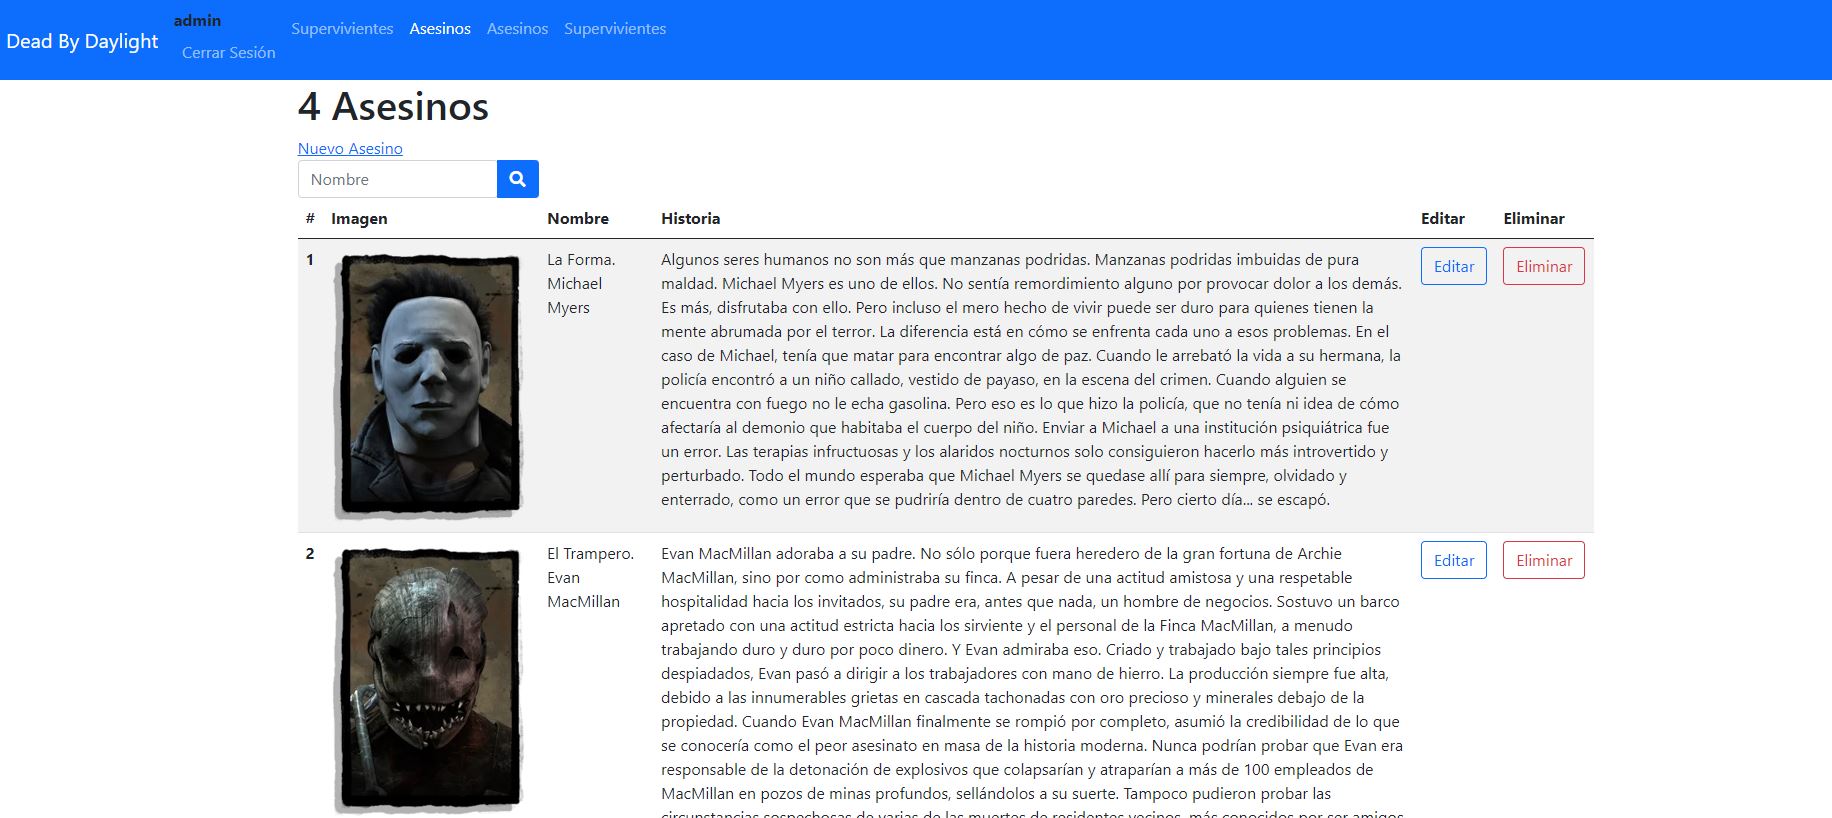 Dead By Daylight
admin
Cerrar Sesión
Supervivientes Asesinos Asesinos Supervivientes
4 Asesinos
Nuevo Asesino
Nombre
# Imagen Nombre Historia Editar Eliminar
1
La Forma.
Michael
Myers
Algunos seres humanos no son más que manzanas podridas. Manzanas podridas imbuidas de pura
maldad. Michael Myers es uno de ellos. No sentía remordimiento alguno por provocar dolor a los demás.
Es más, disfrutaba con ello. Pero incluso el mero hecho de vivir puede ser duro para quienes tienen la
mente abrumada por el terror. La diferencia está en cómo se enfrenta cada uno a esos problemas. En el
caso de Michael, tenía que matar para encontrar algo de paz. Cuando le arrebató la vida a su hermana, la
policía encontró a un niño callado, vestido de payaso, en la escena del crimen. Cuando alguien se
encuentra con fuego no le echa gasolina. Pero eso es lo que hizo la policía, que no tenía ni idea de cómo
afectaría al demonio que habitaba el cuerpo del niño. Enviar a Michael a una institución psiquiátrica fue
un error. Las terapias infructuosas y los alaridos nocturnos solo consiguieron hacerlo más introvertido y
perturbado. Todo el mundo esperaba que Michael Myers se quedase allí para siempre, olvidado y
enterrado, como un error que se pudriría dentro de cuatro paredes. Pero cierto día... se escapó.
Editar
Eliminar
2
El Trampero.
Evan
MacMillan
Evan MacMillan adoraba a su padre. No sólo porque fuera heredero de la gran fortuna de Archie
MacMillan, sino por como administraba su finca. A pesar de una actitud amistosa y una respetable
hospitalidad hacia los invitados, su padre era, antes que nada, un hombre de negocios. Sostuvo un barco
apretado con una actitud estricta hacia los sirviente y el personal de la Finca MacMillan, a menudo
trabajando duro y duro por poco dinero. Y Evan admiraba eso. Criado y trabajado bajo tales principios
despiadados, Evan pasó a dirigir a los trabajadores con mano de hierro. La producción siempre fue alta,
debido a las innumerables grietas en cascada tachonadas con oro precioso y minerales debajo de la
propiedad. Cuando Evan MacMillan finalmente se rompió por completo, asumió la credibilidad de lo que
se conocería como el peor asesinato en masa de la historia moderna. Nunca podrían probar que Evan era
responsable de la detonación de explosivos que colapsarían y atraparían a más de 100 empleados de
MacMillan en pozos de minas profundos, sellándolos a su suerte. Tampoco pudieron probar las
circunstancias sospechosas de varias de las muertes de residentes vecinos, más conocidos por ser amigos
Editar
Eliminar